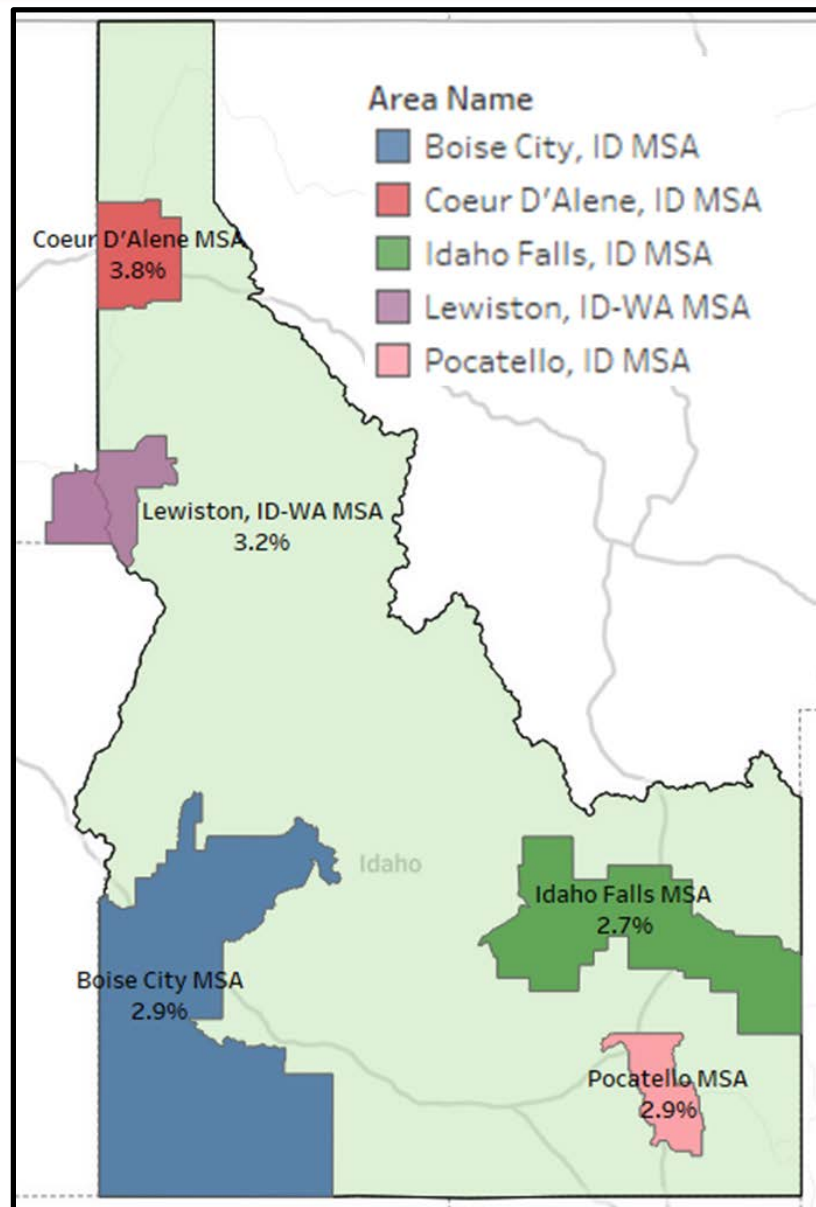 Area Name
Boise City, ID MSA
Coeur D’Alene, ID MSA
Idaho Falls, ID MSA
Lewiston, ID-WA MSA
Pocatello, ID MSA
Coeur D’Alene MSA
3.8%
Lewiston, ID-WA MSA
3.2%
Idaho
Idaho Falls MSA
2.7%
Boise City MSA
2.9%
Pocatello MSA
2.9%